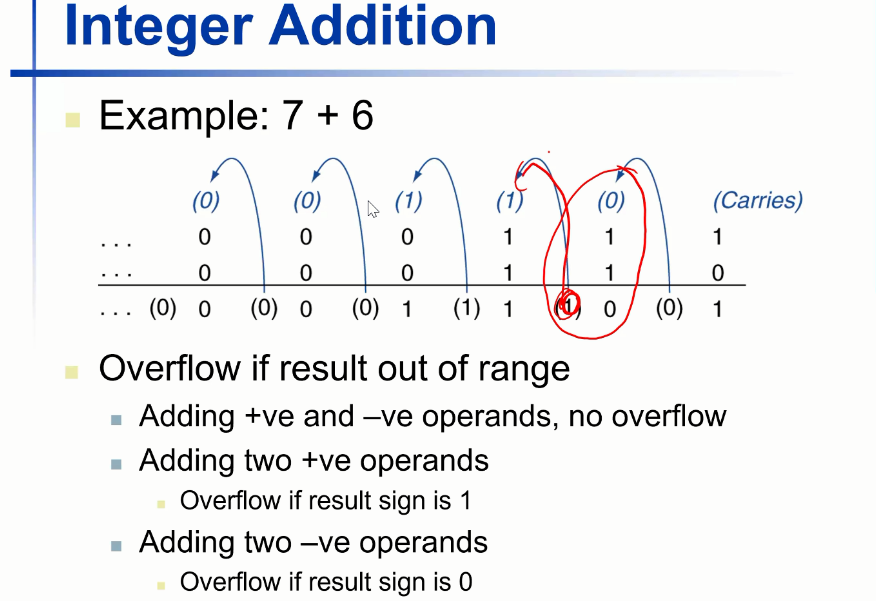 Integer Addition
Example: 7 + 6
(0) (0) (1) (1) (0) (Carries)
. . . 0 0 0 1 1 1
. . . 0 0 0 1 1 0
. . . (0) 0 (0) 0 (0) 1 (1) 1 (1) 0 (0) 1
Overflow if result out of range
Adding +ve and –ve operands, no overflow
Adding two +ve operands
Overflow if result sign is 1
Adding two –ve operands
Overflow if result sign is 0